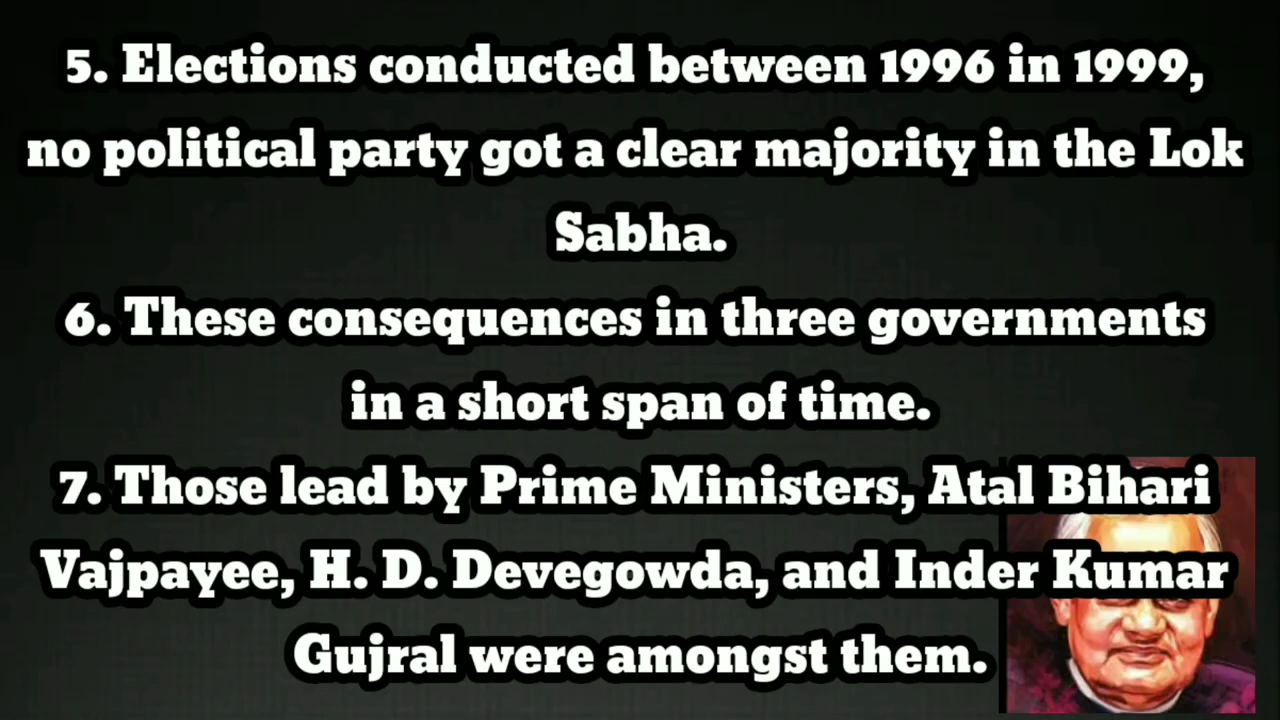 5. Elections conducted between 1996 in 1999,
no political party got a clear majority in the Lok
Sabha.
6. These consequences in three governments
in a short span of time.
7. Those lead by Prime Ministers, Atal Bihari
Vajpayee, H. D. Devegowda, and Inder Kumar
Gujral were amongst them.